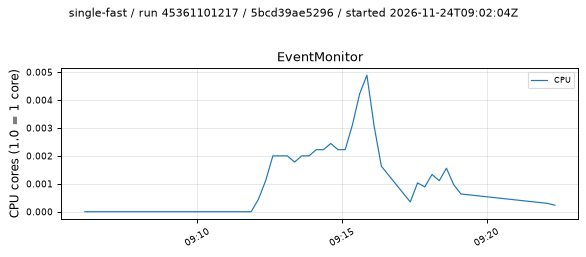 single-fast / run 45361101217 / 5bcd39ae5296 / started 2026-11-24T09:02:04Z
EventMonitor
CPU cores (1.0 = 1 core)
0.005
0.004
0.003
0.002
0.001
0.000
CPU
09:10
09:15
09:20